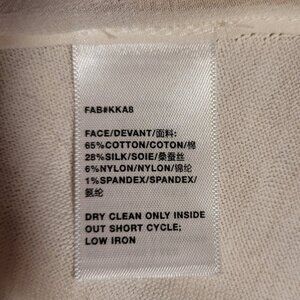 FAB#KKA8
FACE/DEVANT/面料:
65%COTTON/COTON/棉
28%SILK/SOIE/桑蚕丝
6%NYLON/NYLON/锦纶
1%SPANDEX/SPANDEX/
氨纶
DRY CLEAN ONLY INSIDE
OUT SHORT CYCLE;
LOW IRON